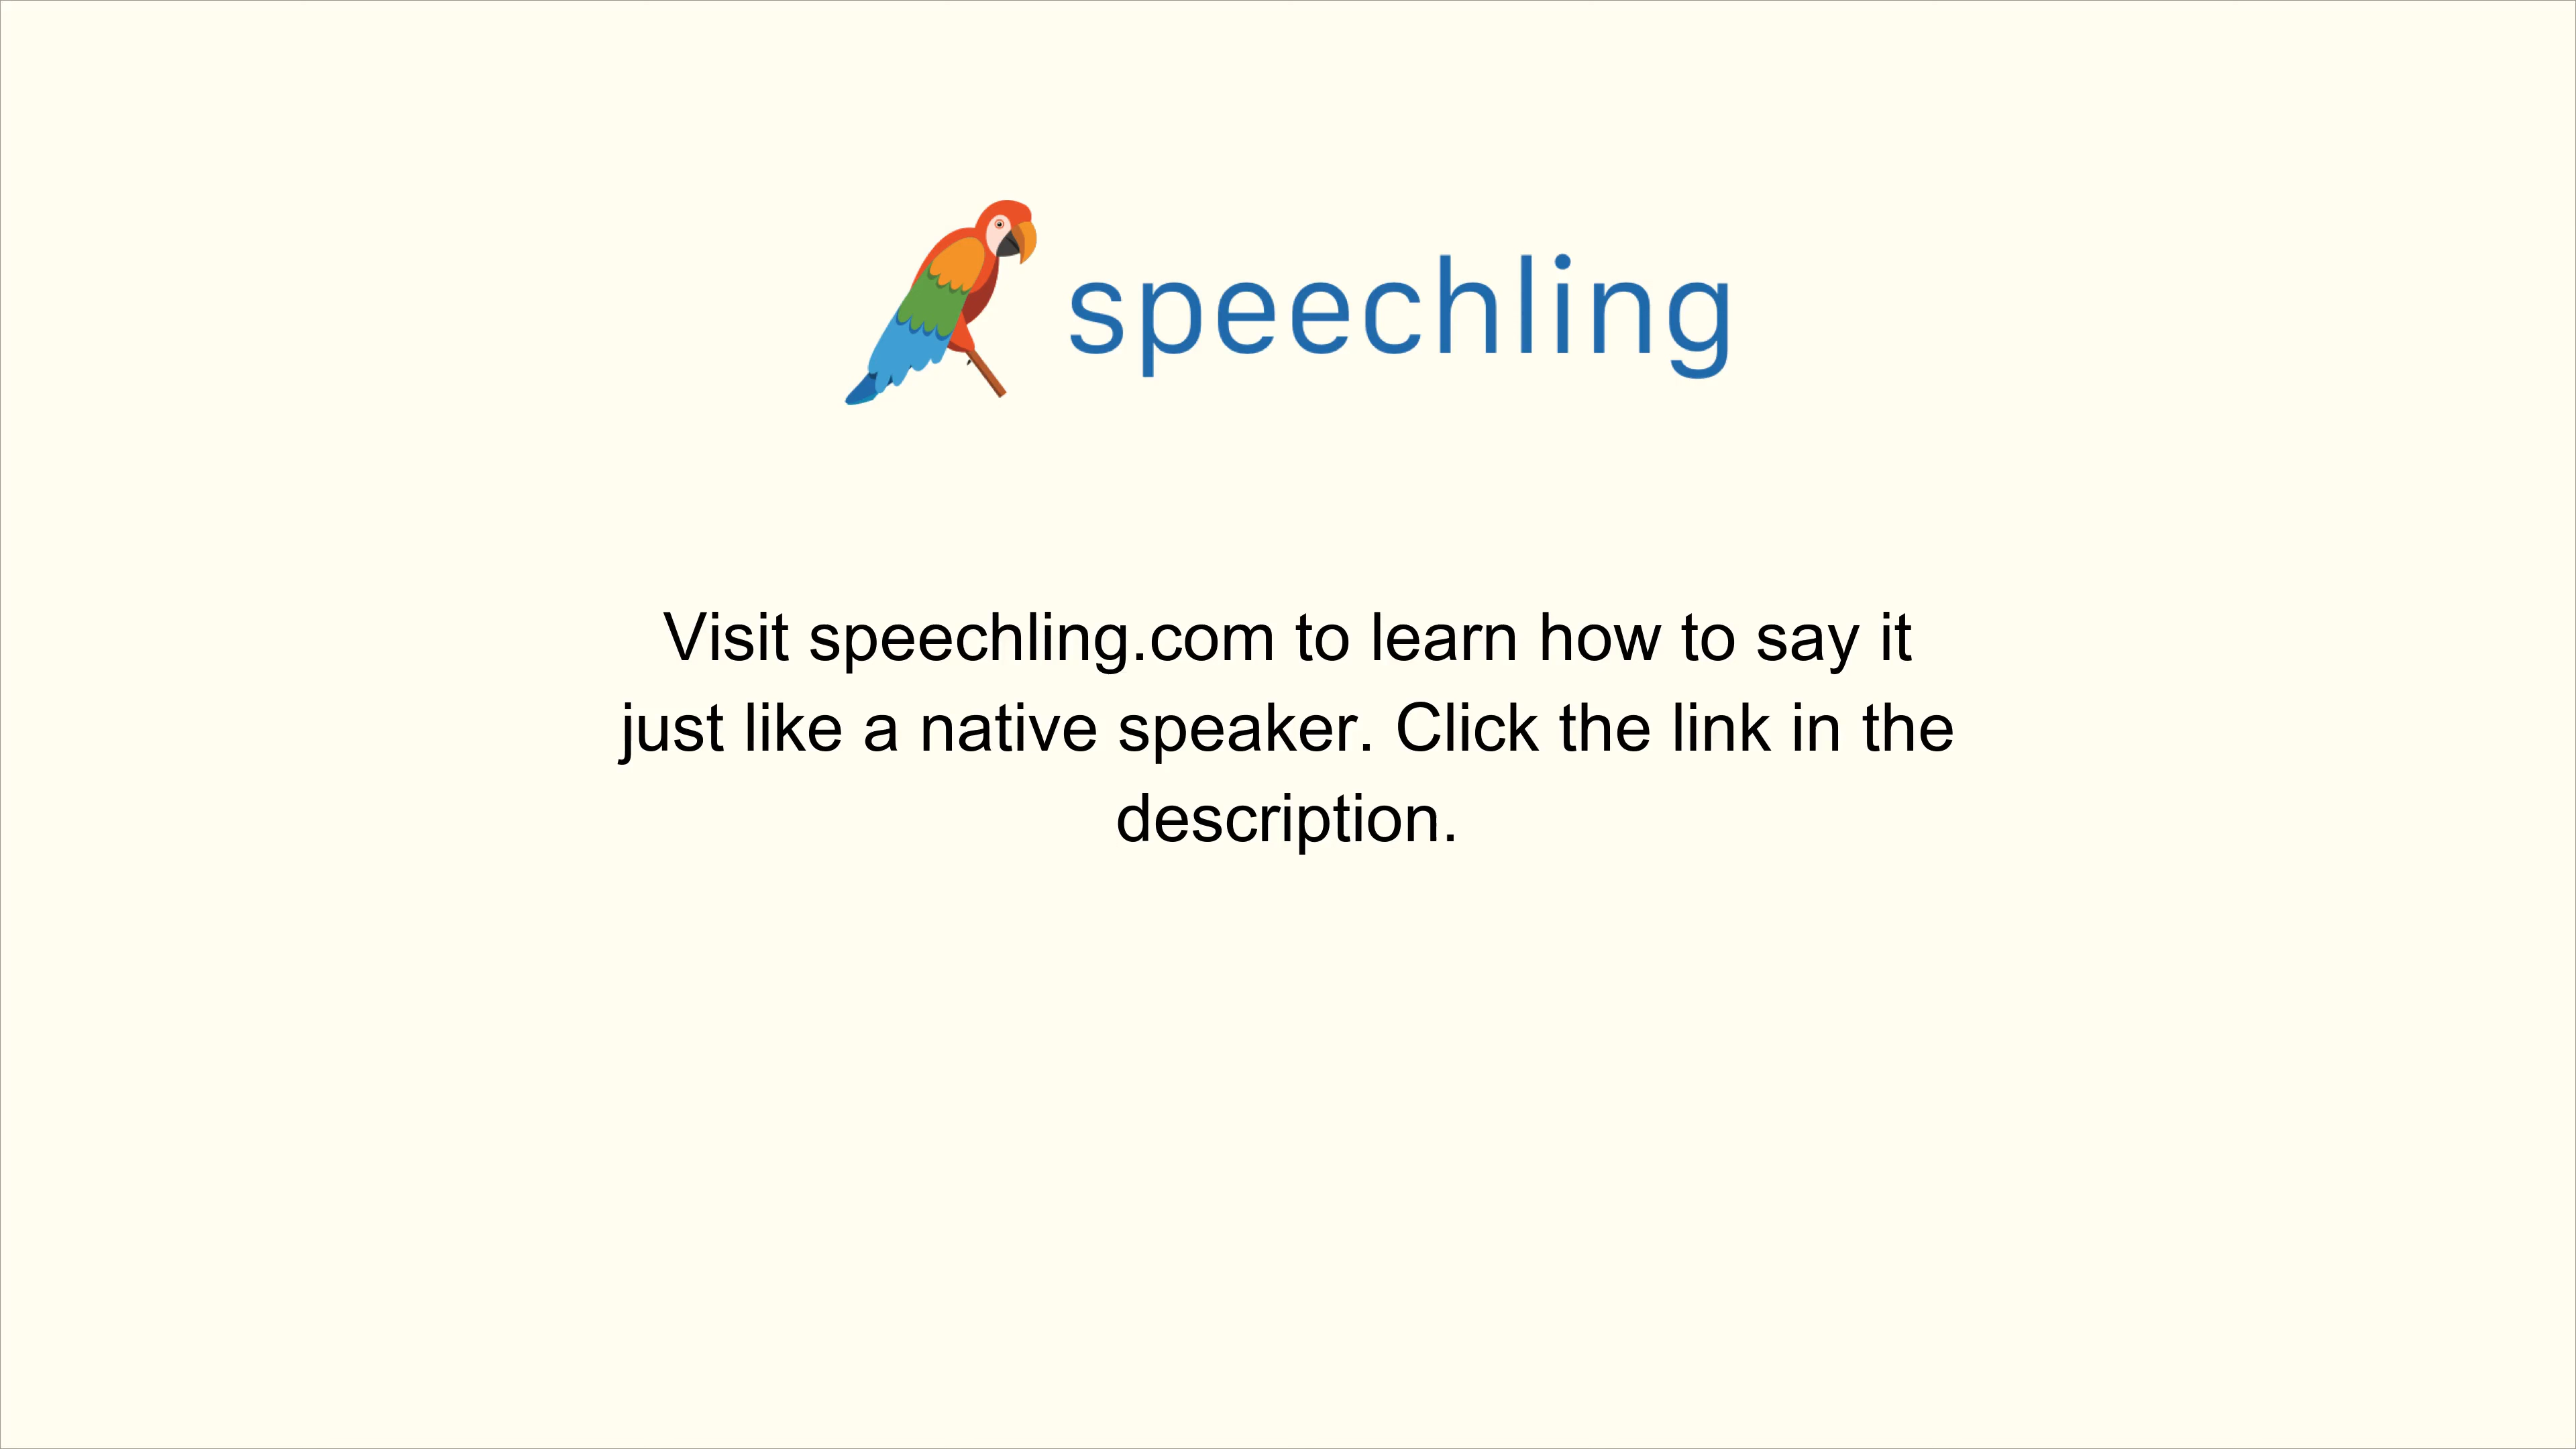 speechling
Visit speechling.com to learn how to say it
just like a native speaker. Click the link in the
description.